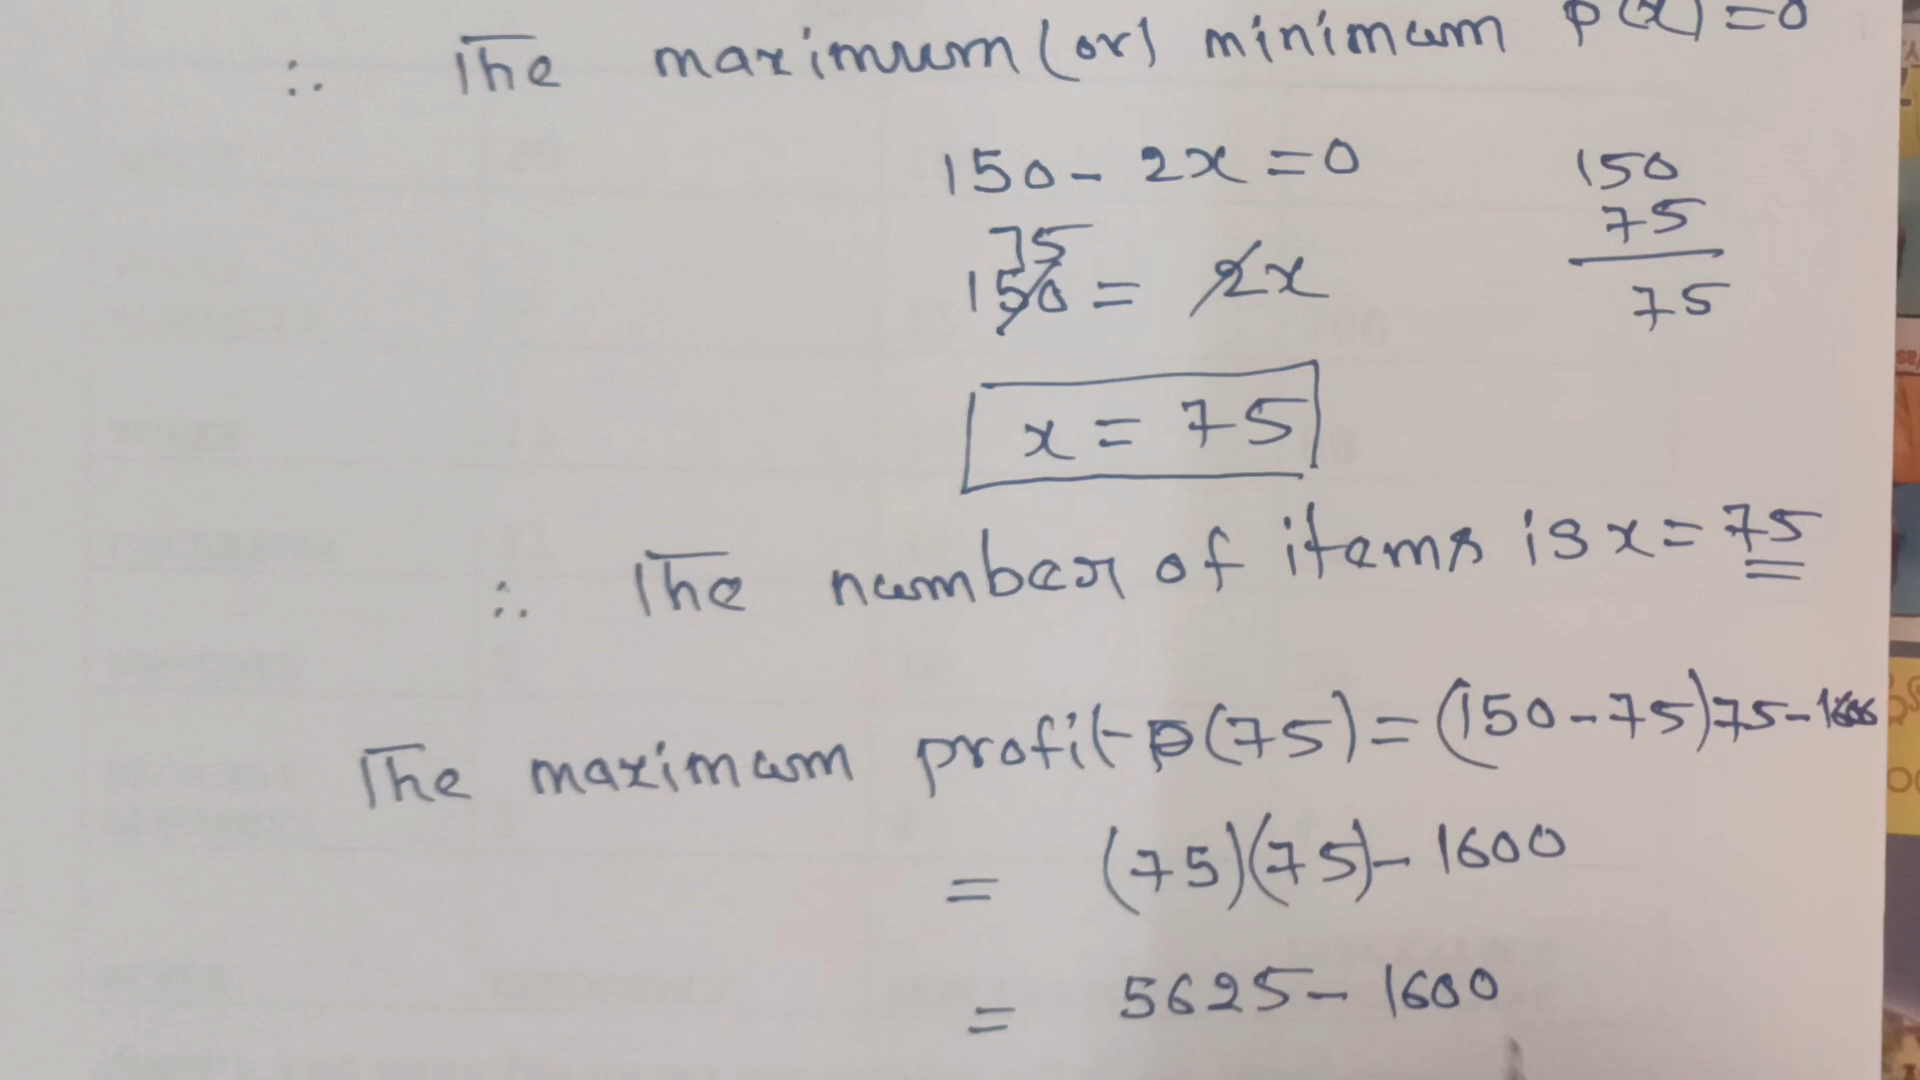 ∴ The maximum (or) minimum P(x) = 0
150 - 2x = 0
150
75
75
75
150 = 2x
x = 75
∴ The number of items is x = 75
The maximum profit P(75) = (150 - 75) 75 - 1600
= (75)(75) - 1600
= 5625 - 1600